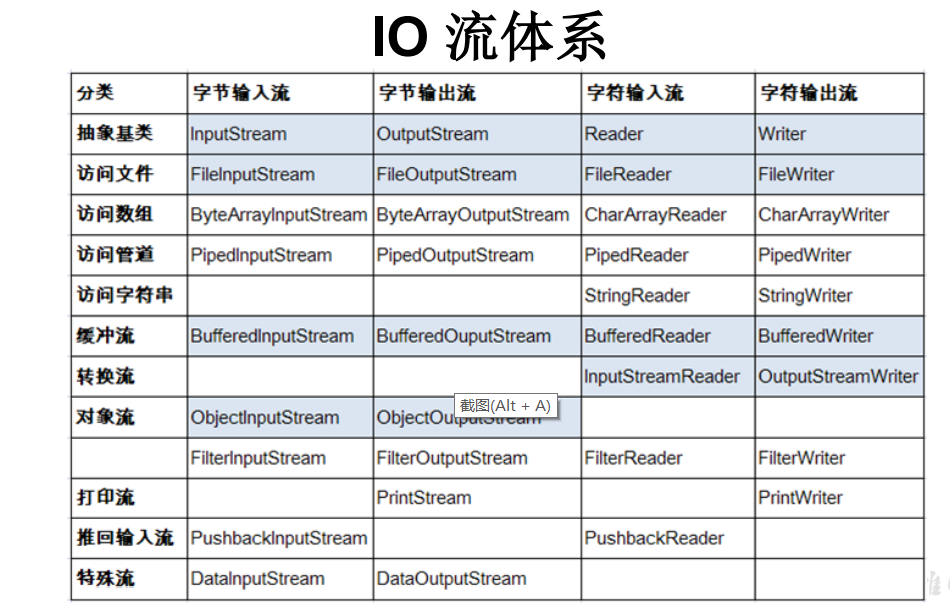 IO 流体系
分类 字节输入流 字节输出流 字符输入流 字符输出流
抽象基类 InputStream OutputStream Reader Writer
访问文件 FileInputStream FileOutputStream FileReader FileWriter
访问数组 ByteArrayInputStream ByteArrayOutputStream CharArrayReader CharArrayWriter
访问管道 PipedInputStream PipedOutputStream PipedReader PipedWriter
访问字符串 StringReader StringWriter
缓冲流 BufferedInputStream BufferedOuputStream BufferedReader BufferedWriter
转换流 InputStreamReader OutputStreamWriter
截图(Alt + A)
对象流 ObjectInputStream ObjectOutputStream
FilterInputStream FilterOutputStream FilterReader FilterWriter
打印流 PrintStream PrintWriter
推回输入流 PushbackInputStream PushbackReader
特殊流 DataInputStream DataOutputStream